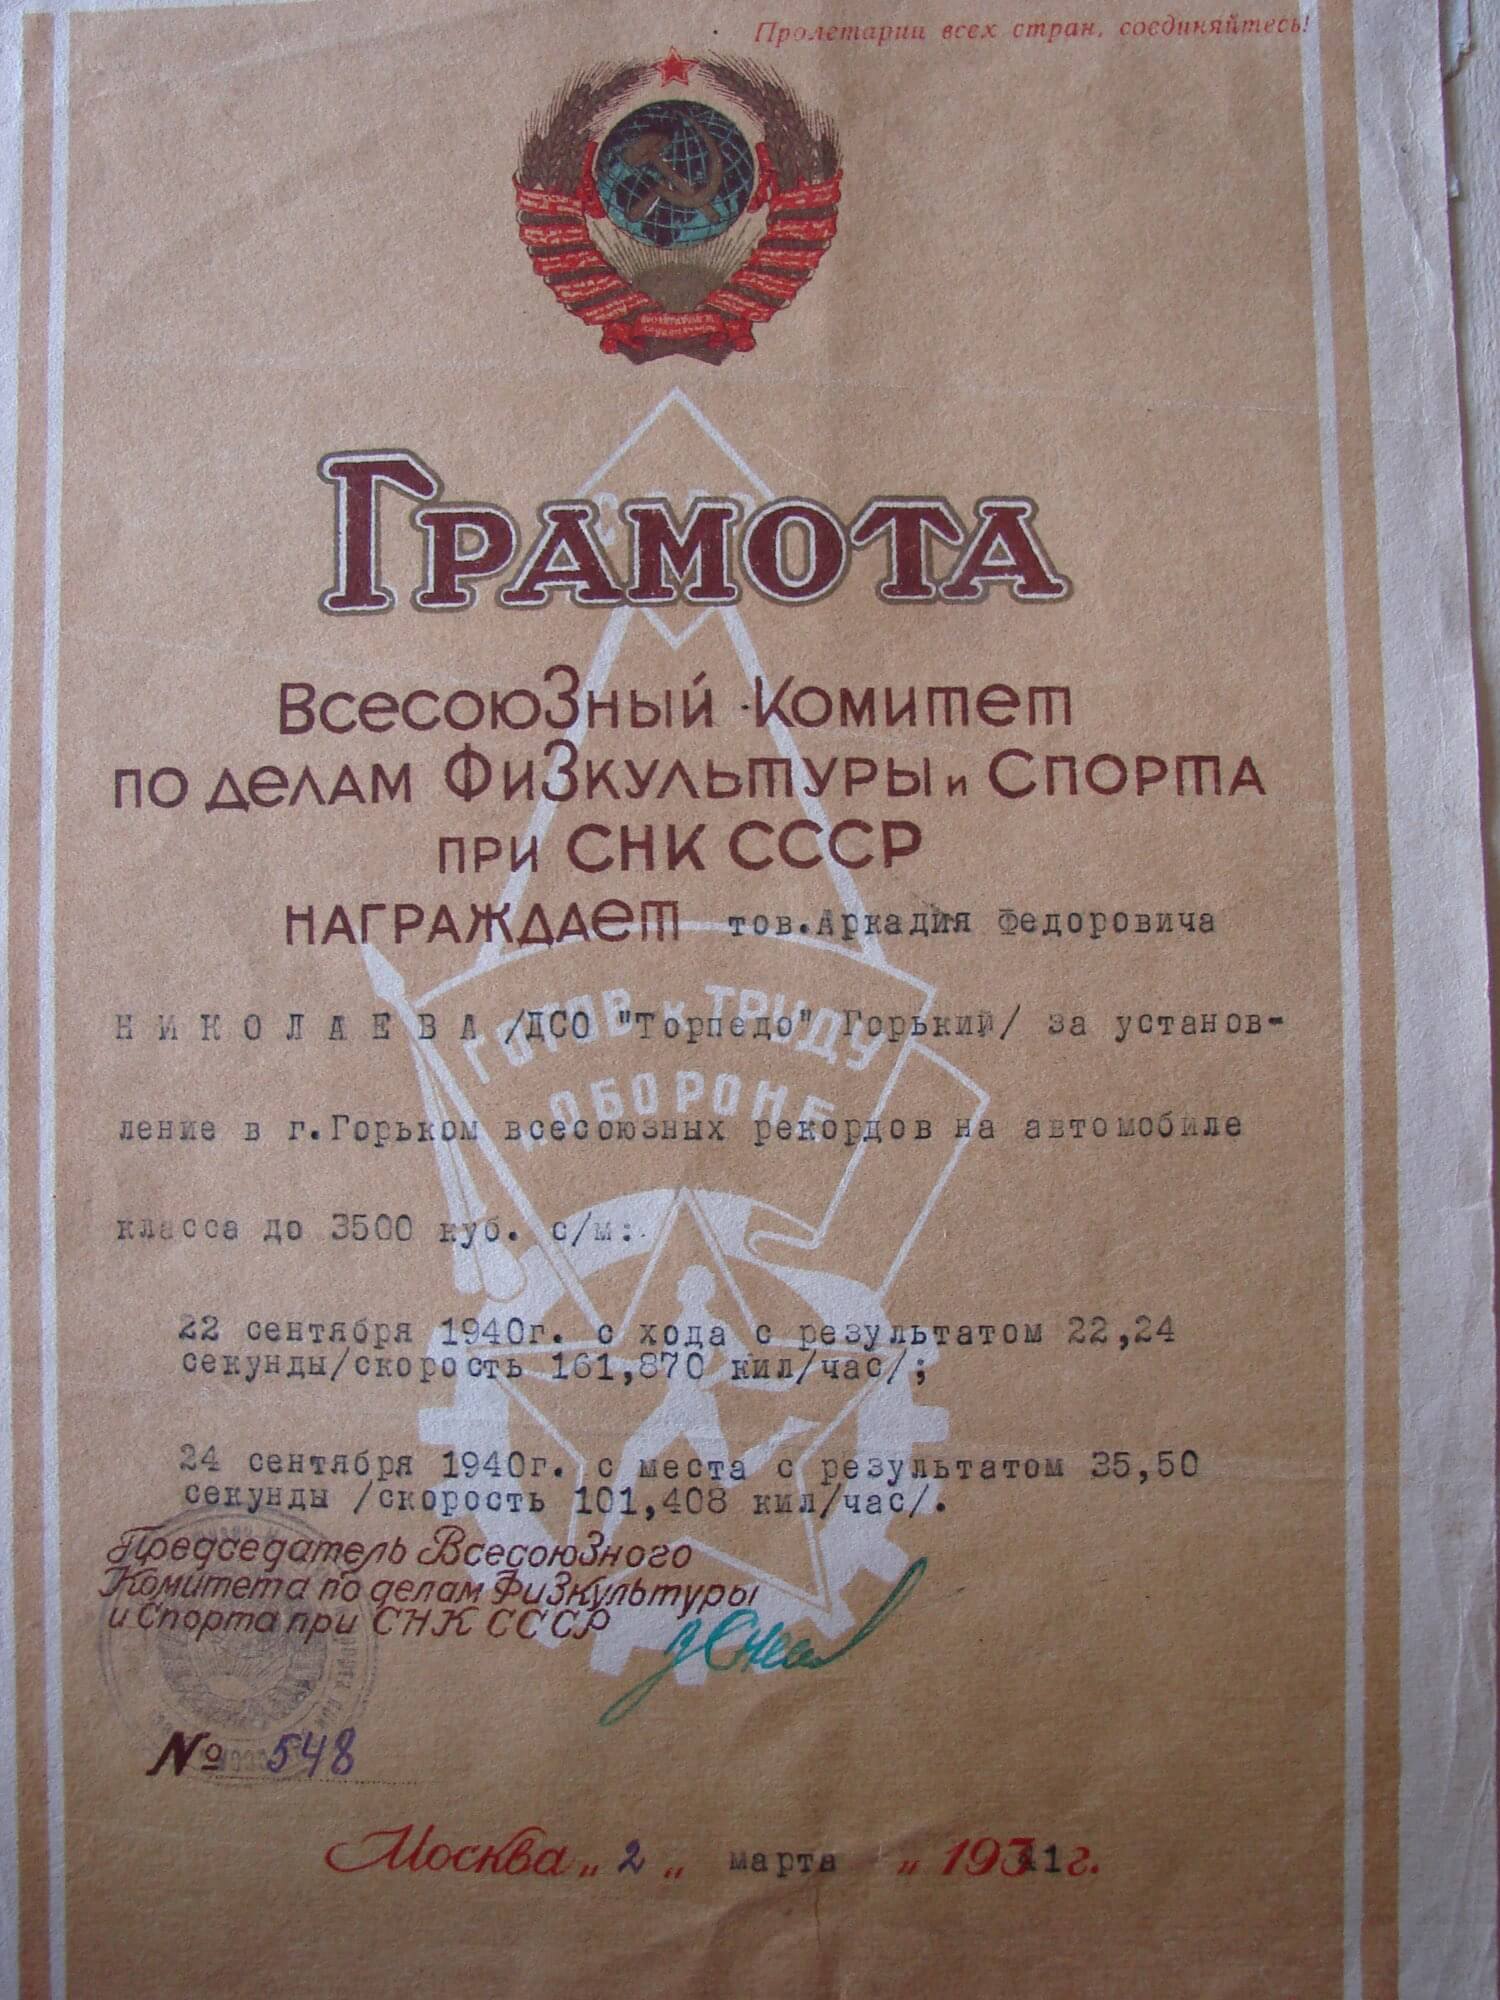 Пролетарии всех стран, соединяйтесь!
ГРАМОТА
Всесоюзный Комитет
по делам Физкультуры и Спорта
при СНК СССР
награждает тов.Аркадия Федоровича
НИКОЛАЕВА /ДСО "Торпедо" Горький/ за установ-
ление в г.Горьком всесоюзных рекордов на автомобиле
класса до 3500 куб. с/м:
22 сентября 1940г. с хода с результатом 22,24
секунды/скорость 161,870 кил/час/;
24 сентября 1940г. с места с результатом 35,50
секунды /скорость 101,408 кил/час/.
ГОТОВ К ТРУДУ
ОБОРОНЕ
Председатель Всесоюзного
Комитета по делам Физкультуры
и Спорта при СНК СССР
№ 548
Москва „2„ марта „1941г.